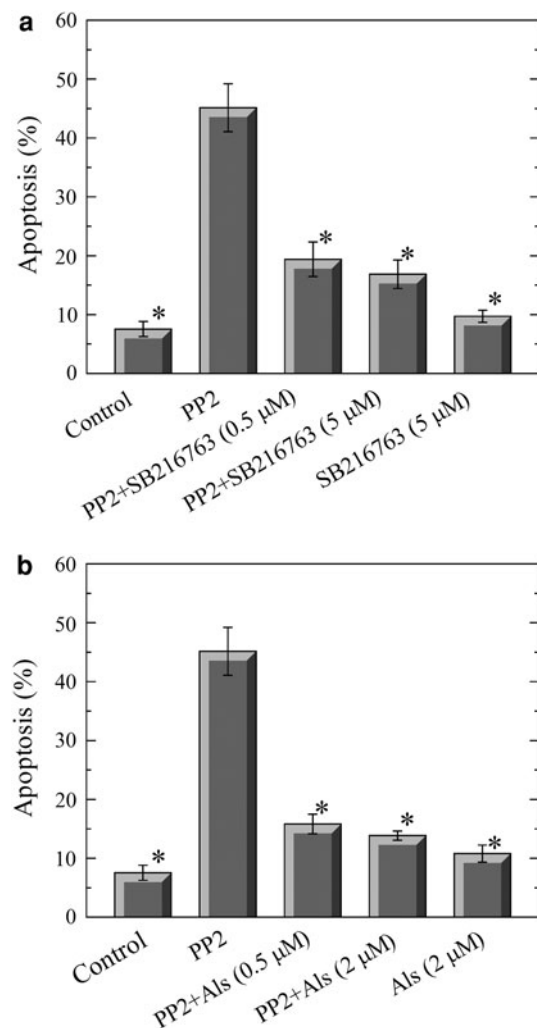 a
Apoptosis (%)
60
50
40
30
20
10
0
*
*
*
*
Control
PP2
PP2+SB216763 (0.5 μM)
PP2+SB216763 (5 μM)
SB216763 (5 μM)
b
Apoptosis (%)
60
50
40
30
20
10
0
*
*
*
*
Control
PP2
PP2+Als (0.5 μM)
PP2+Als (2 μM)
Als (2 μM)